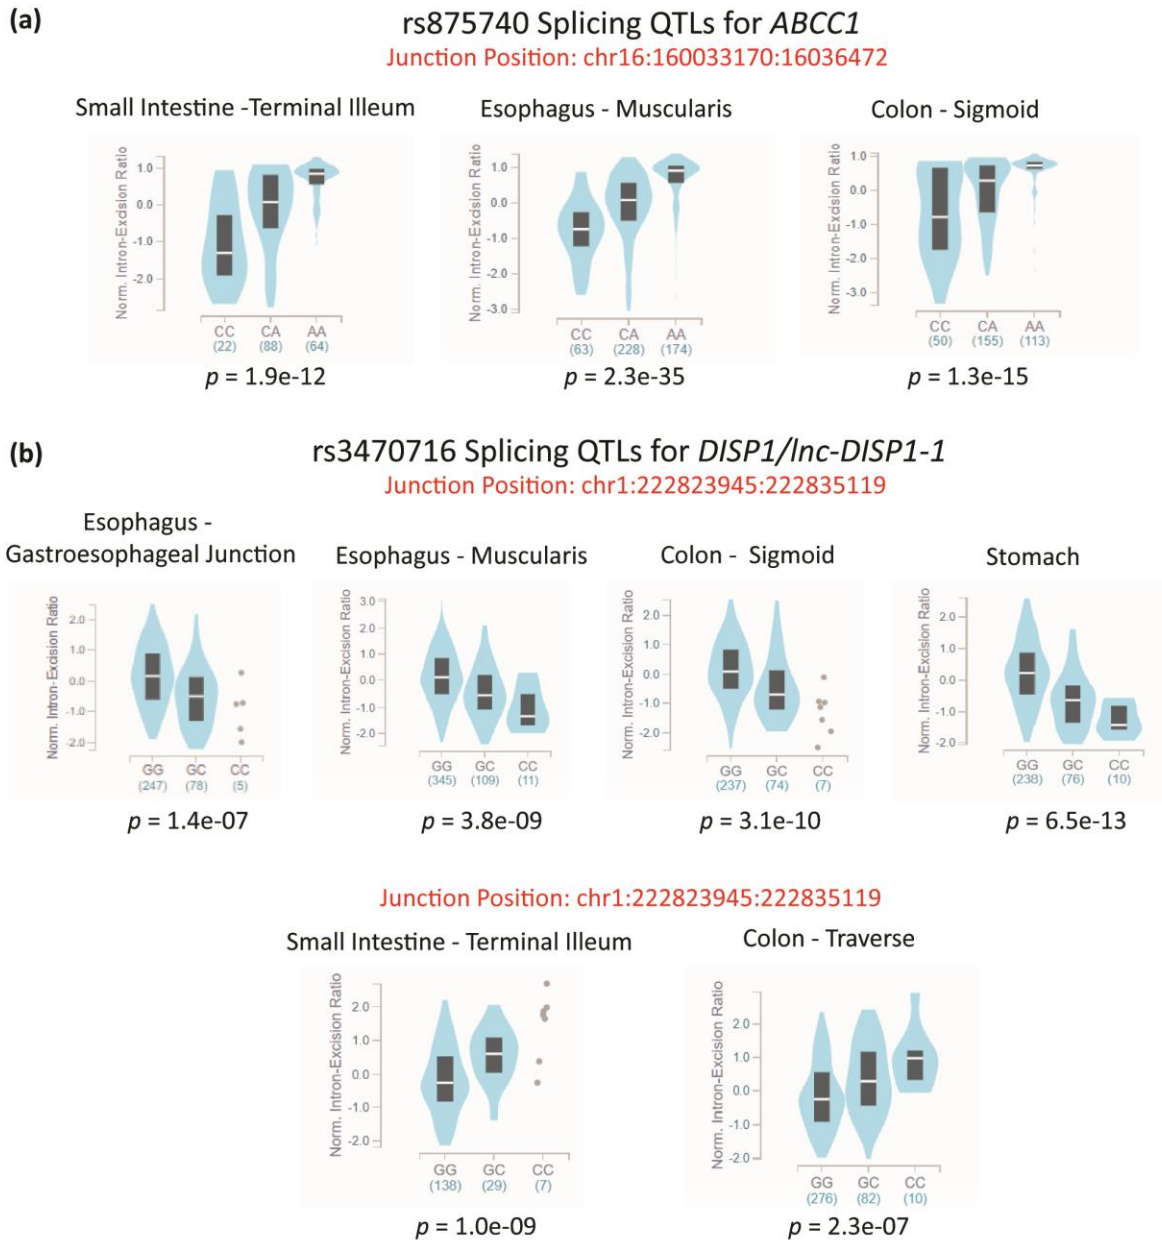 (a)
rs875740 Splicing QTLs for ABCC1
Junction Position: chr16:160033170:16036472
Small Intestine -Terminal Illeum
Esophagus - Muscularis
Colon - Sigmoid
Norm. Intron-Excision Ratio
1.0
0.0
-1.0
-2.0
CC CA AA
(22) (88) (64)
p = 1.9e-12
Norm. Intron-Excision Ratio
1.0
0.0
-1.0
-2.0
-3.0
CC CA AA
(63) (228) (174)
p = 2.3e-35
Norm. Intron-Excision Ratio
1.0
0.0
-1.0
-2.0
-3.0
CC CA AA
(50) (155) (113)
p = 1.3e-15
(b)
rs3470716 Splicing QTLs for DISP1/lnc-DISP1-1
Junction Position: chr1:222823945:222835119
Esophagus -
Gastroesophageal Junction
Esophagus - Muscularis
Colon - Sigmoid
Stomach
Norm. Intron-Excision Ratio
2.0
1.0
0.0
-1.0
-2.0
GG GC CC
(247) (78) (5)
p = 1.4e-07
Norm. Intron-Excision Ratio
3.0
2.0
1.0
0.0
-1.0
-2.0
GG GC CC
(345) (109) (11)
p = 3.8e-09
Norm. Intron-Excision Ratio
2.0
1.0
0.0
-1.0
-2.0
GG GC CC
(237) (74) (7)
p = 3.1e-10
Norm. Intron-Excision Ratio
2.0
1.0
0.0
-1.0
-2.0
GG GC CC
(238) (76) (10)
p = 6.5e-13
Junction Position: chr1:222823945:222835119
Small Intestine - Terminal Illeum
Colon - Traverse
Norm. Intron-Excision Ratio
2.0
1.0
0.0
-1.0
-2.0
GG GC CC
(138) (29) (7)
p = 1.0e-09
Norm. Intron-Excision Ratio
2.0
1.0
0.0
-1.0
-2.0
GG GC CC
(276) (82) (10)
p = 2.3e-07